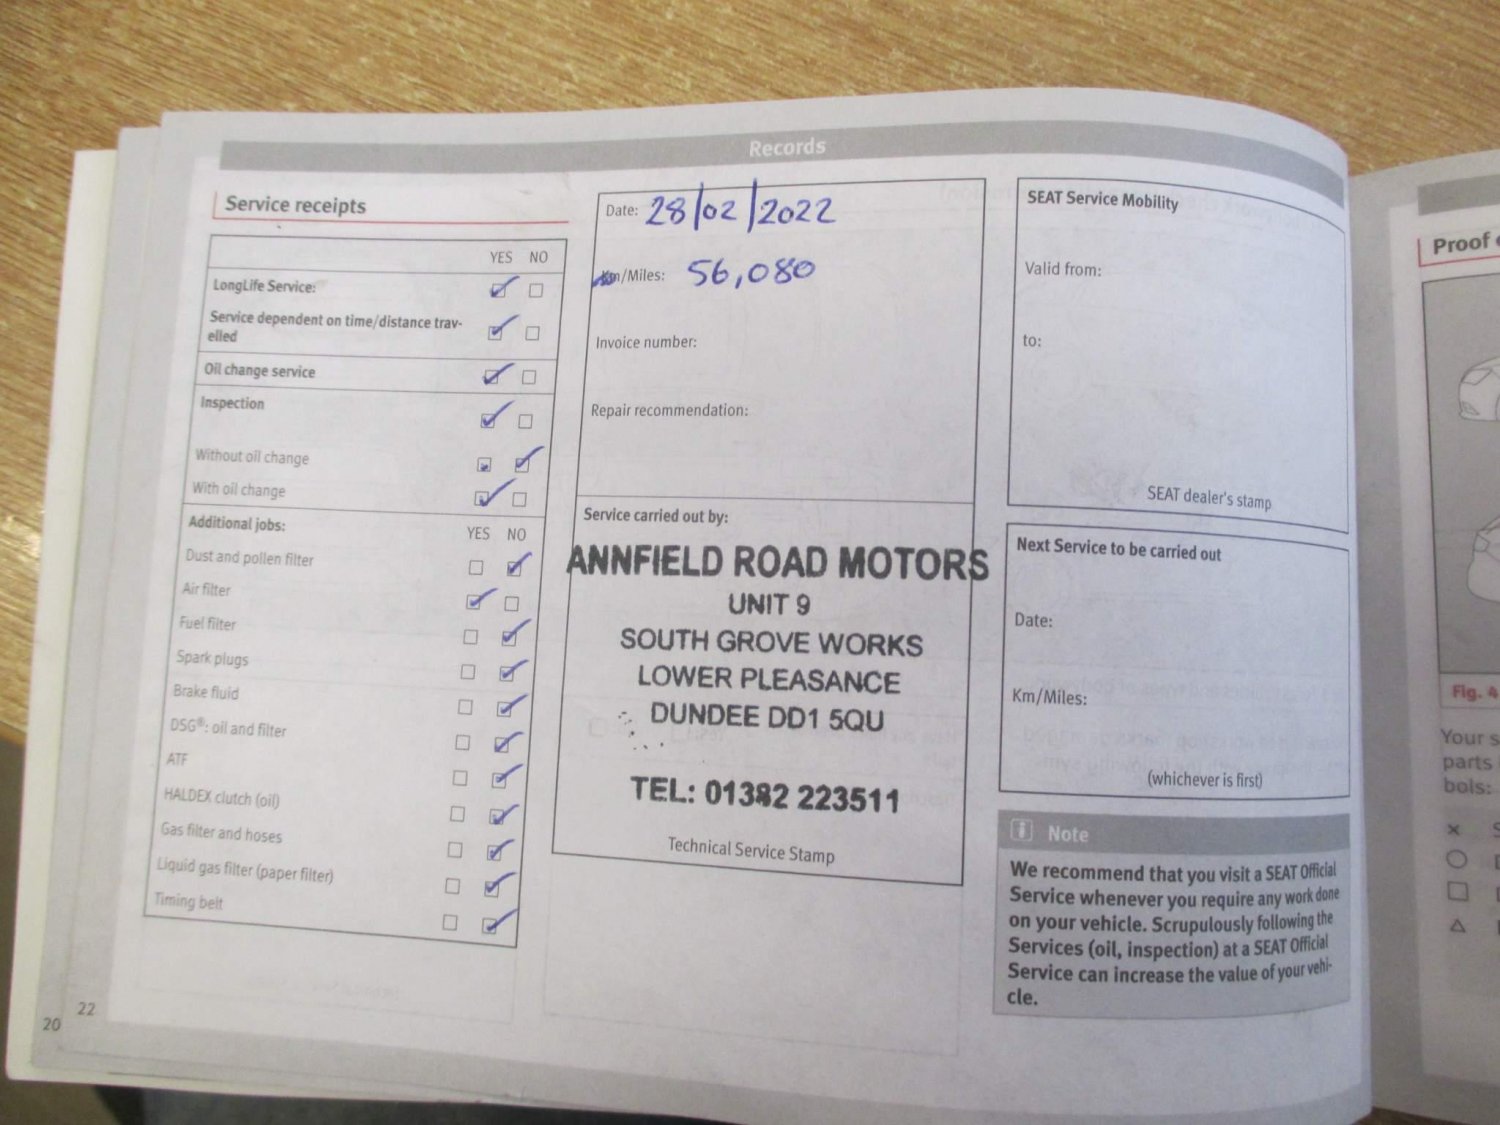 Records
Service receipts
YES NO
LongLife Service:
Service dependent on time/distance trav-
elled
Oil change service
Inspection
Without oil change
With oil change
Additional jobs: YES NO
Dust and pollen filter
Air filter
Fuel filter
Spark plugs
Brake fluid
DSG®: oil and filter
ATF
HALDEX clutch (oil)
Gas filter and hoses
Liquid gas filter (paper filter)
Timing belt
22
20
Date: 28/02/2022
Km/Miles: 56,080
Invoice number:
Repair recommendation:
Service carried out by:
ANNFIELD ROAD MOTORS
UNIT 9
SOUTH GROVE WORKS
LOWER PLEASANCE
DUNDEE DD1 5QU
TEL: 01382 223511
Technical Service Stamp
SEAT Service Mobility
Valid from:
to:
SEAT dealer's stamp
Next Service to be carried out
Date:
Km/Miles:
(whichever is first)
Note
We recommend that you visit a SEAT Official
Service whenever you require any work done
on your vehicle. Scrupulously following the
Services (oil, inspection) at a SEAT Official
Service can increase the value of your vehi-
cle.
Proof
Fig. 4
Your s
parts
bols: